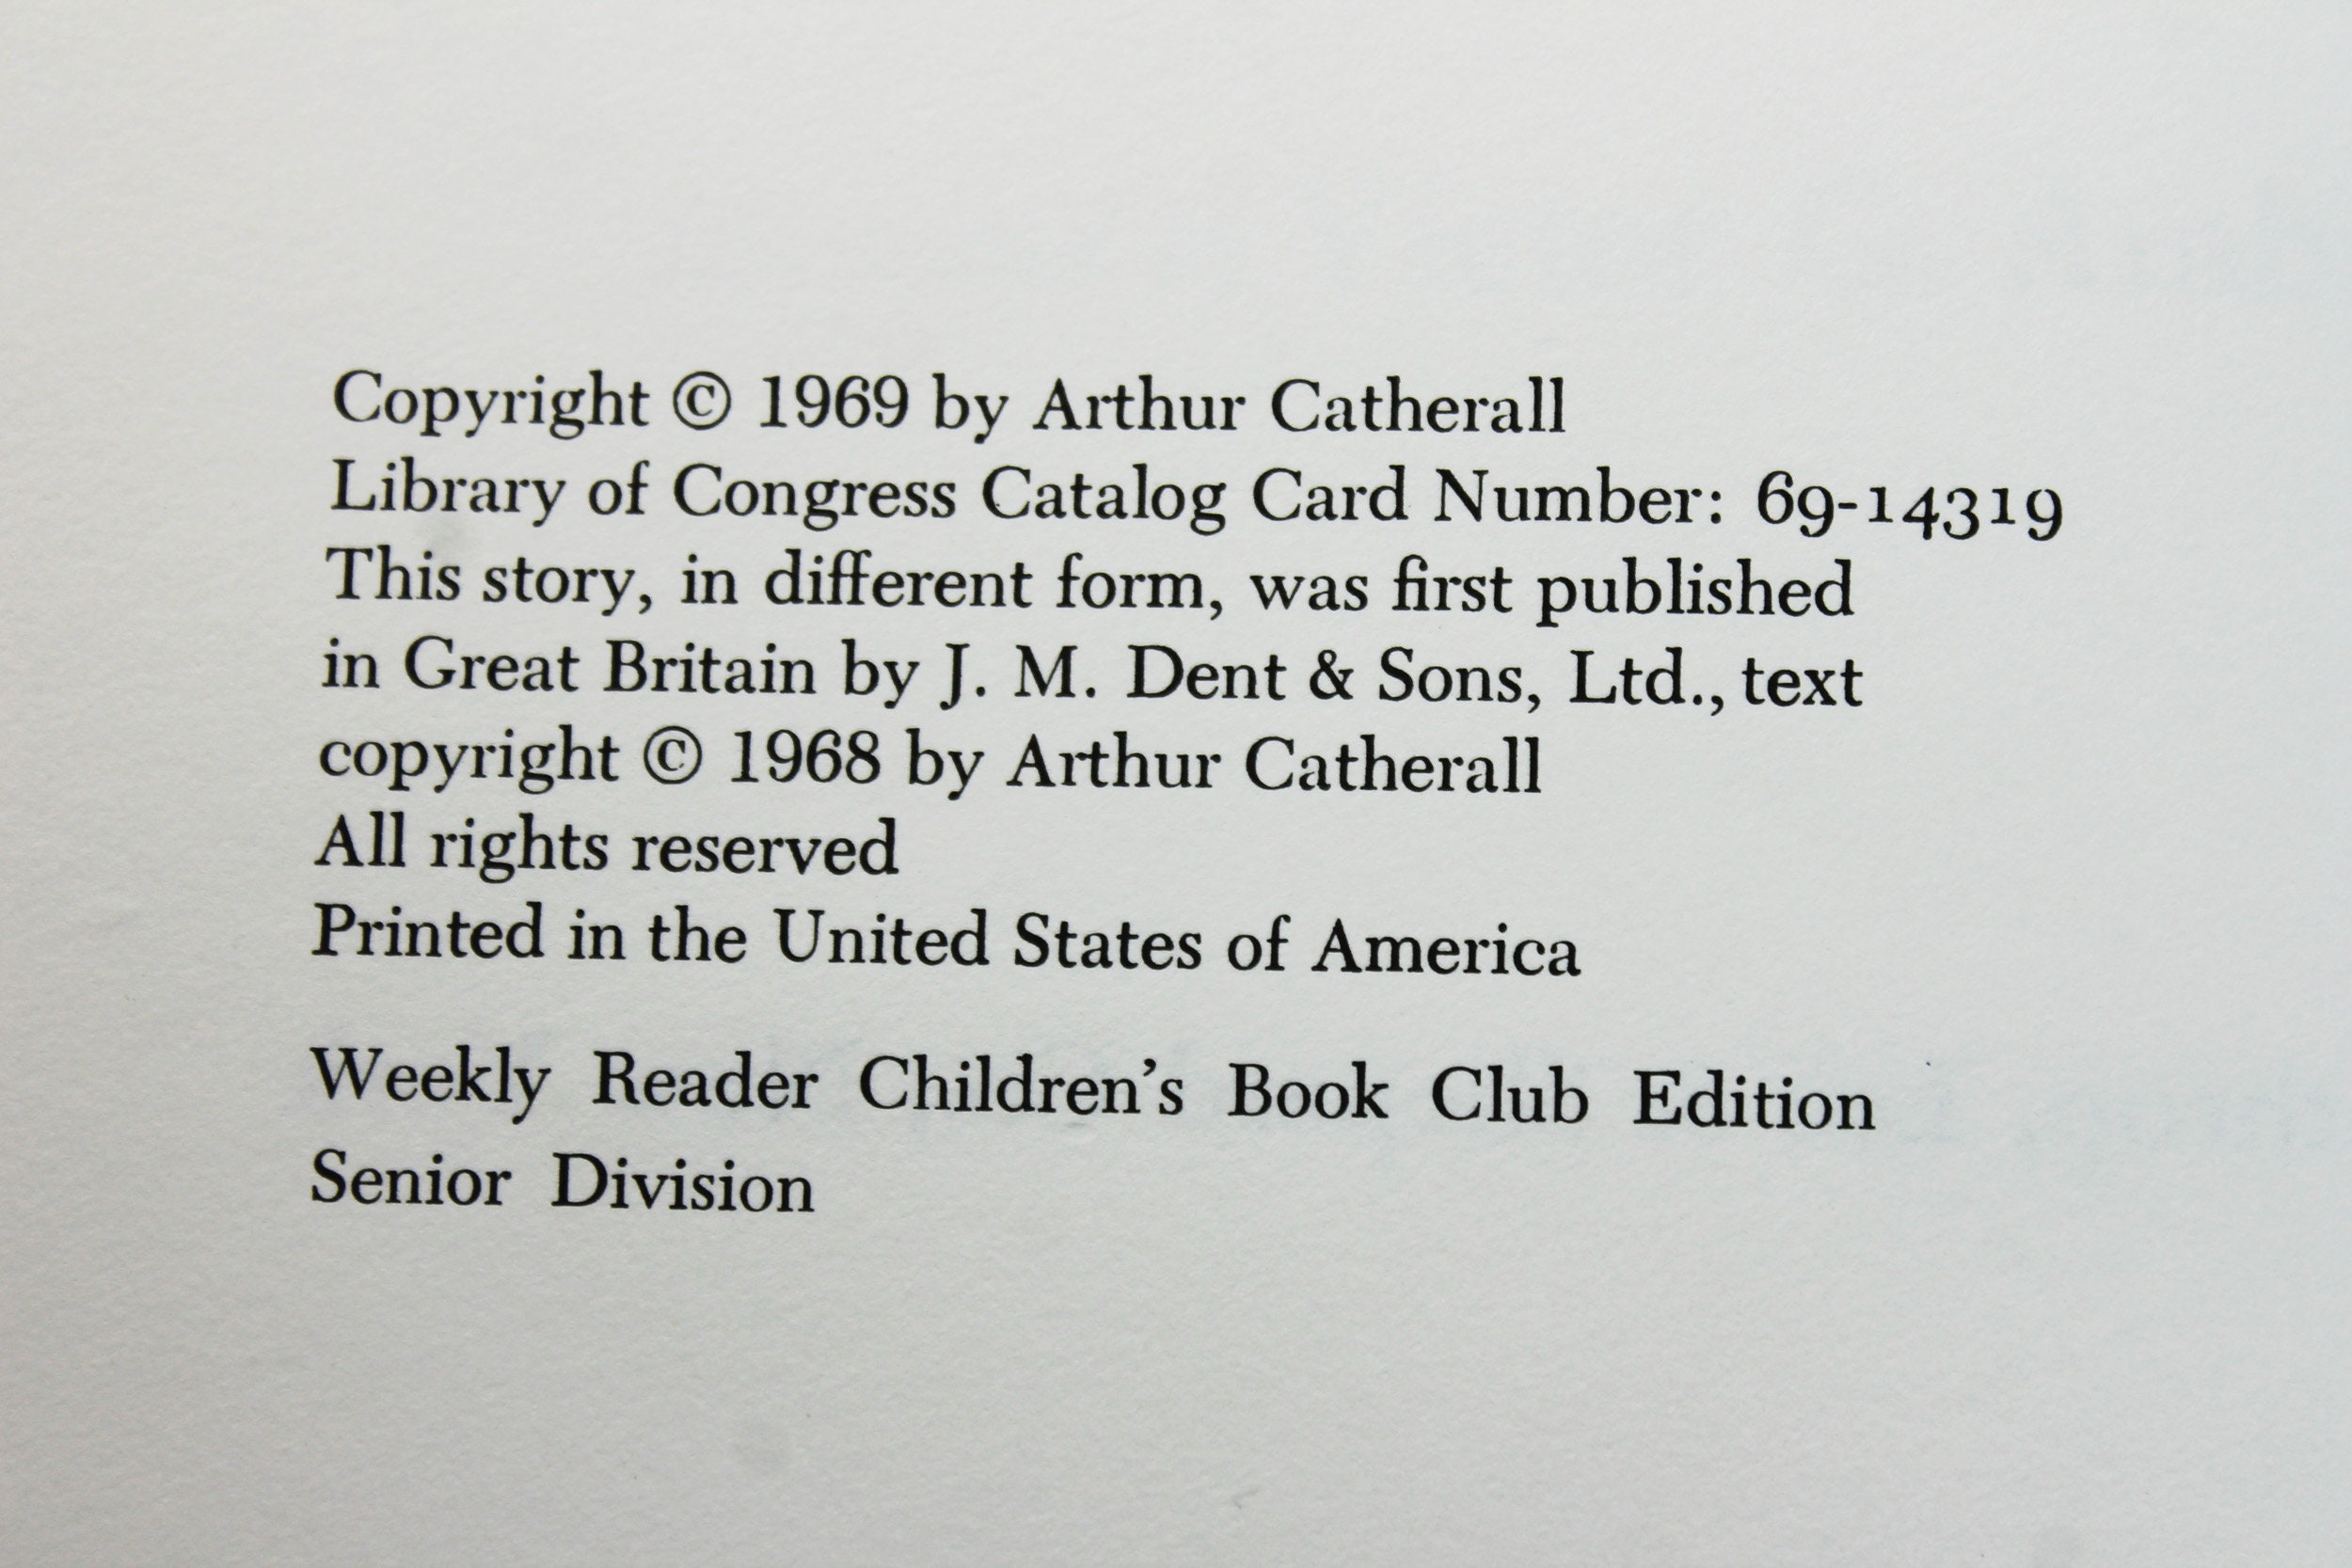 Copyright © 1969 by Arthur Catherall
Library of Congress Catalog Card Number: 69-14319
This story, in different form, was first published
in Great Britain by J. M. Dent & Sons, Ltd., text
copyright © 1968 by Arthur Catherall
All rights reserved
Printed in the United States of America
Weekly Reader Children’s Book Club Edition
Senior Division